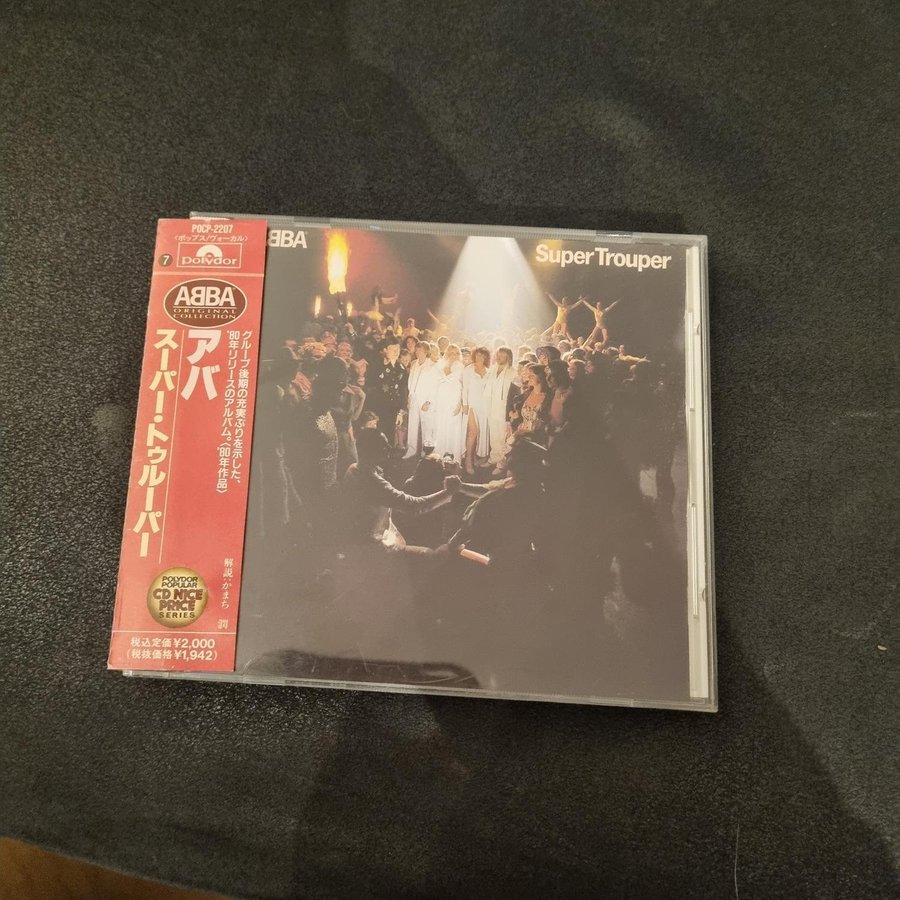 POCP-2207
〈ポップス/ヴォーカル〉
7
polydor
ABBA
ORIGINAL
COLLECTION
アバ
スーパー・トゥルーパー
グループ後期の充実ぶりを示した、
'80年リリースのアルバム。〈'80年作品〉
解説:かまち 潤
POLYDOR
POPULAR
CD NICE
PRICE
SERIES
税込定価¥2,000
(税抜価格¥1,942)
BBA
Super Trouper